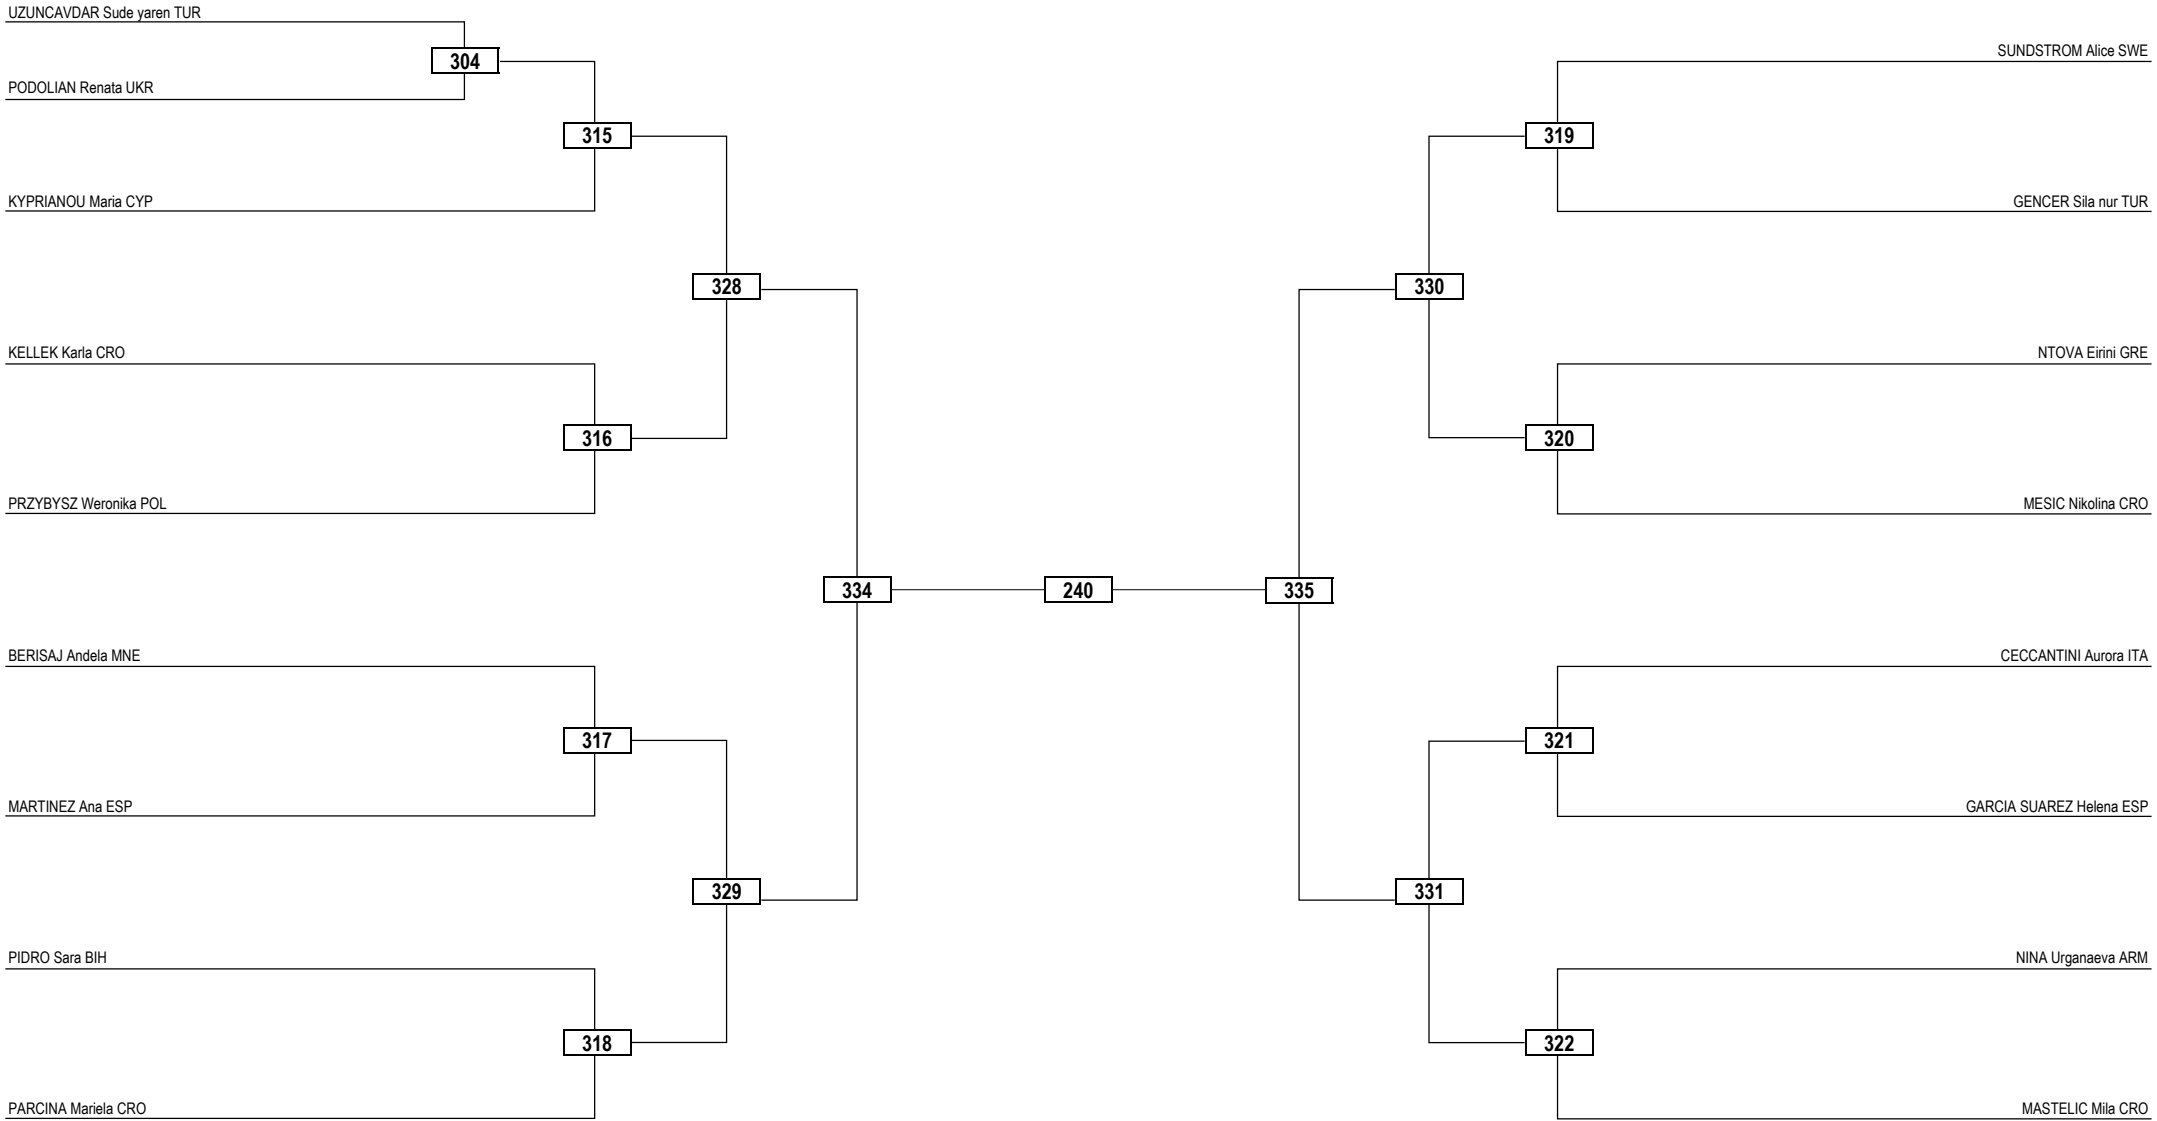 UZUNCAVDAR Sude yaren TUR
304
PODOLIAN Renata UKR
315
KYPRIANOU Maria CYP
328
KELLEK Karla CRO
316
PRZYBYSZ Weronika POL
334
BERISAJ Andela MNE
317
MARTINEZ Ana ESP
329
PIDRO Sara BIH
318
PARCINA Mariela CRO
240
SUNDSTROM Alice SWE
319
GENCER Sila nur TUR
330
NTOVA Eirini GRE
320
MESIC Nikolina CRO
335
CECCANTINI Aurora ITA
321
GARCIA SUAREZ Helena ESP
331
NINA Urganaeva ARM
322
MASTELIC Mila CRO